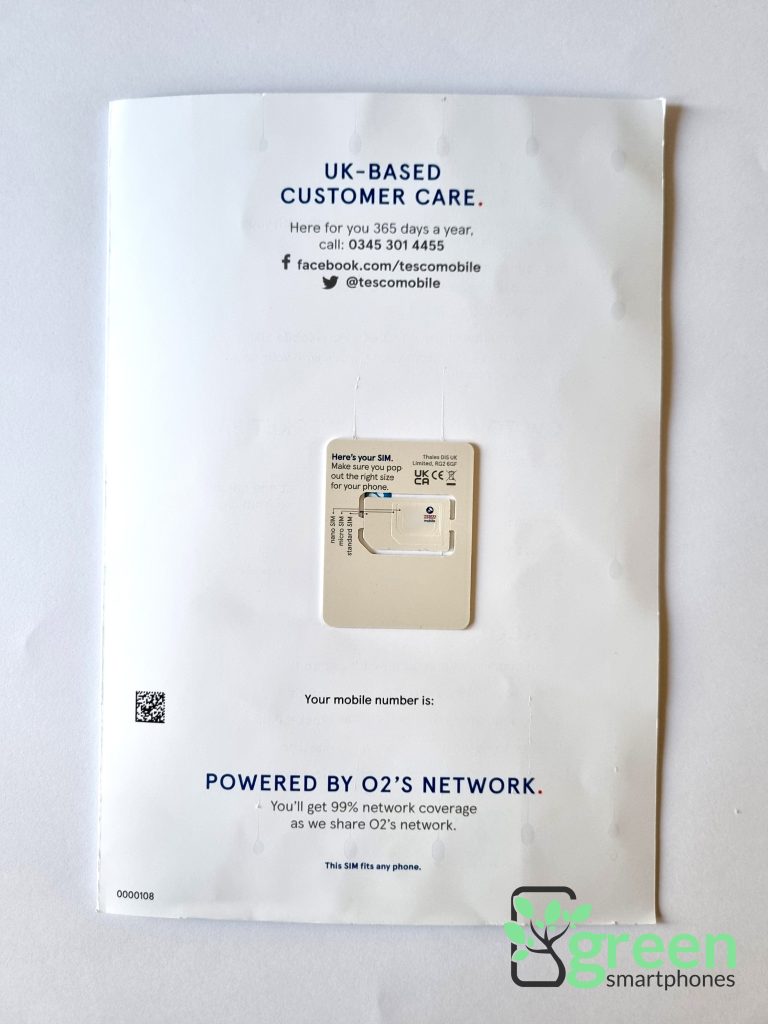 UK-BASED
CUSTOMER CARE.
Here for you 365 days a year,
call: 0345 301 4455
facebook.com/tescomobile
@tescomobile
Here's your SIM.
Make sure you pop
out the right size
for your phone.
Thales DIS UK
Limited, RG2 6GF
UK
CA
CE
nano SIM
micro SIM
standard SIM
TESCO
mobile
Your mobile number is:
POWERED BY O2'S NETWORK.
You'll get 99% network coverage
as we share O2's network.
This SIM fits any phone.
0000108
green
smartphones